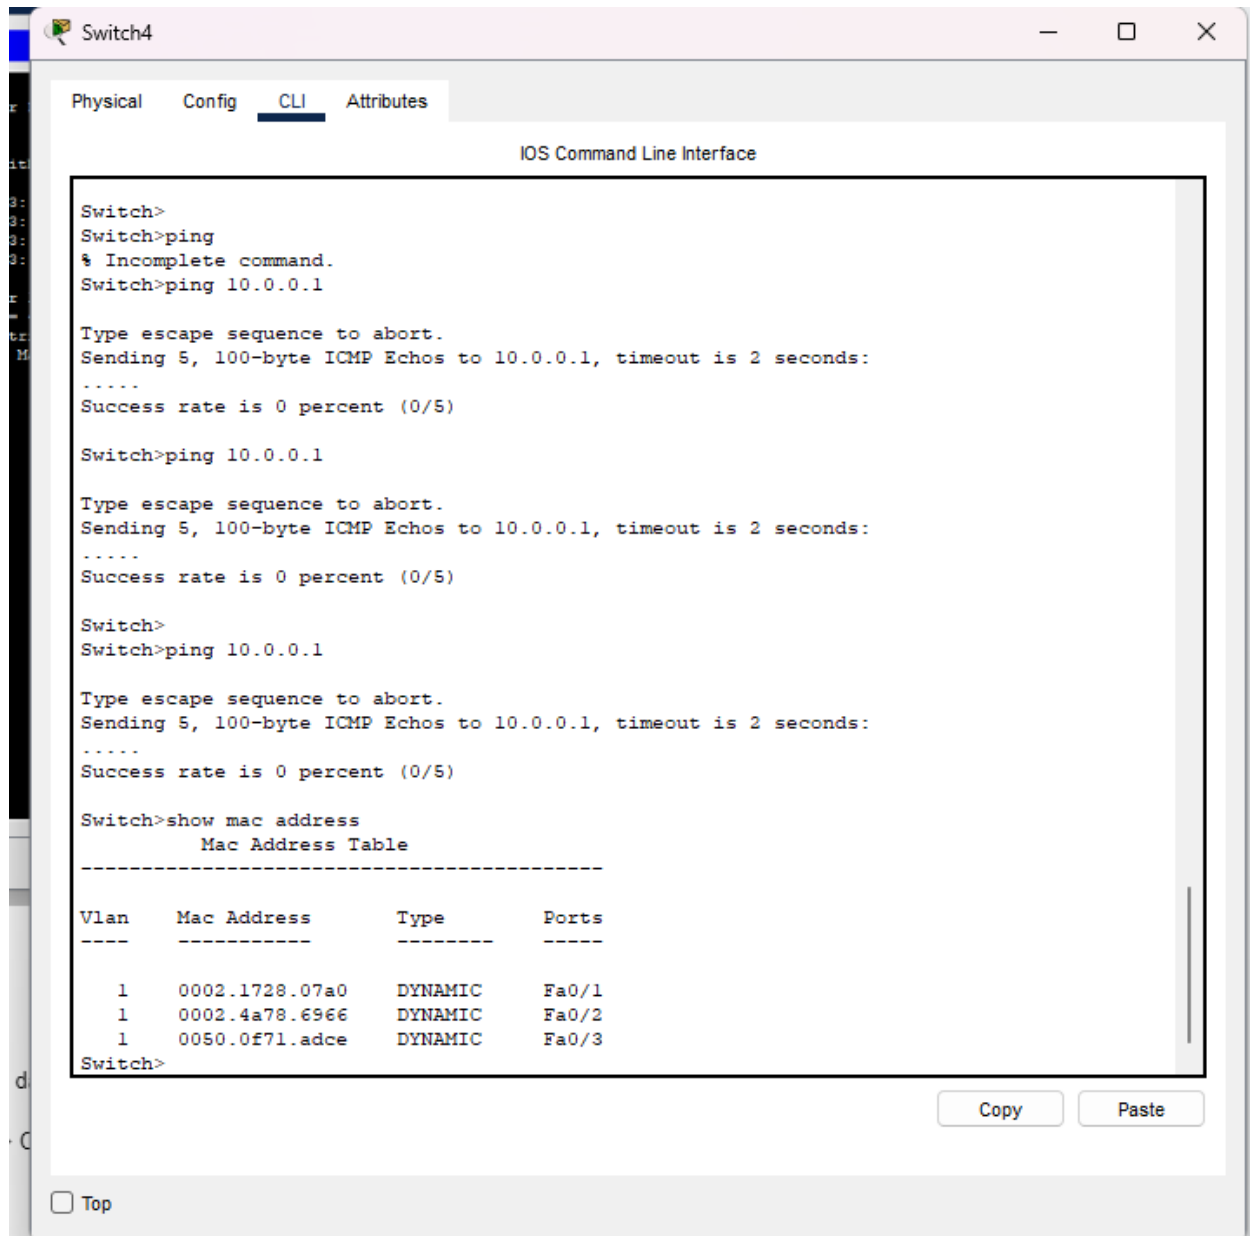 Switch4
Physical Config CLI Attributes
IOS Command Line Interface
Switch>
Switch>ping
% Incomplete command.
Switch>ping 10.0.0.1
Type escape sequence to abort.
Sending 5, 100-byte ICMP Echos to 10.0.0.1, timeout is 2 seconds:
.....
Success rate is 0 percent (0/5)
Switch>ping 10.0.0.1
Type escape sequence to abort.
Sending 5, 100-byte ICMP Echos to 10.0.0.1, timeout is 2 seconds:
.....
Success rate is 0 percent (0/5)
Switch>
Switch>ping 10.0.0.1
Type escape sequence to abort.
Sending 5, 100-byte ICMP Echos to 10.0.0.1, timeout is 2 seconds:
.....
Success rate is 0 percent (0/5)
Switch>show mac address
Mac Address Table
-------------------------------------------
Vlan Mac Address Type Ports
---- ----------- -------- -----
1 0002.1728.07a0 DYNAMIC Fa0/1
1 0002.4a78.6966 DYNAMIC Fa0/2
1 0050.0f71.adce DYNAMIC Fa0/3
Switch>
Copy Paste
Top